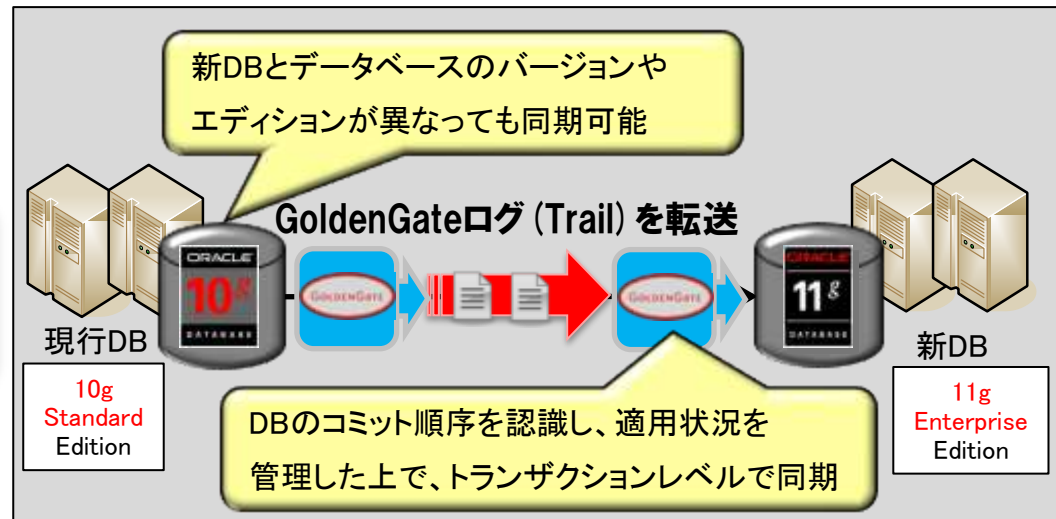 新DBとデータベースのバージョンや
エディションが異なっても同期可能
GoldenGateログ(Trail)を転送
ORACLE
10g
DATABASE
GOLDENGATE
GOLDENGATE
ORACLE
11g
DATABASE
現行DB
新DB
10g
Standard
Edition
DBのコミット順序を認識し、適用状況を
管理した上で、トランザクションレベルで同期
11g
Enterprise
Edition